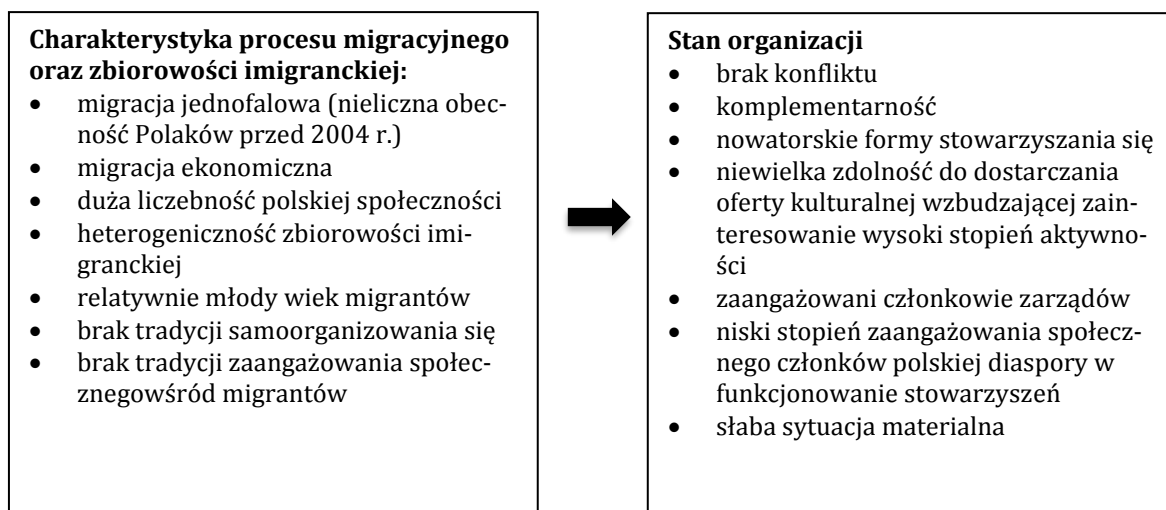 Charakterystyka procesu migracyjnego
oraz zbiorowości imigranckiej:
• migracja jednofalowa (nieliczna obec-
ność Polaków przed 2004 r.)
• migracja ekonomiczna
• duża liczebność polskiej społeczności
• heterogeniczność zbiorowości imi-
granckiej
• relatywnie młody wiek migrantów
• brak tradycji samoorganizowania się
• brak tradycji zaangażowania społec-
znegowśród migrantów
Stan organizacji
• brak konfliktu
• komplementarność
• nowatorskie formy stowarzyszania się
• niewielka zdolność do dostarczania
oferty kulturalnej wzbudzającej zain-
teresowanie wysoki stopień aktywno-
ści
• zaangażowani członkowie zarządów
• niski stopień zaangażowania społecz-
nego członków polskiej diaspory w
funkcjonowanie stowarzyszeń
• słaba sytuacja materialna